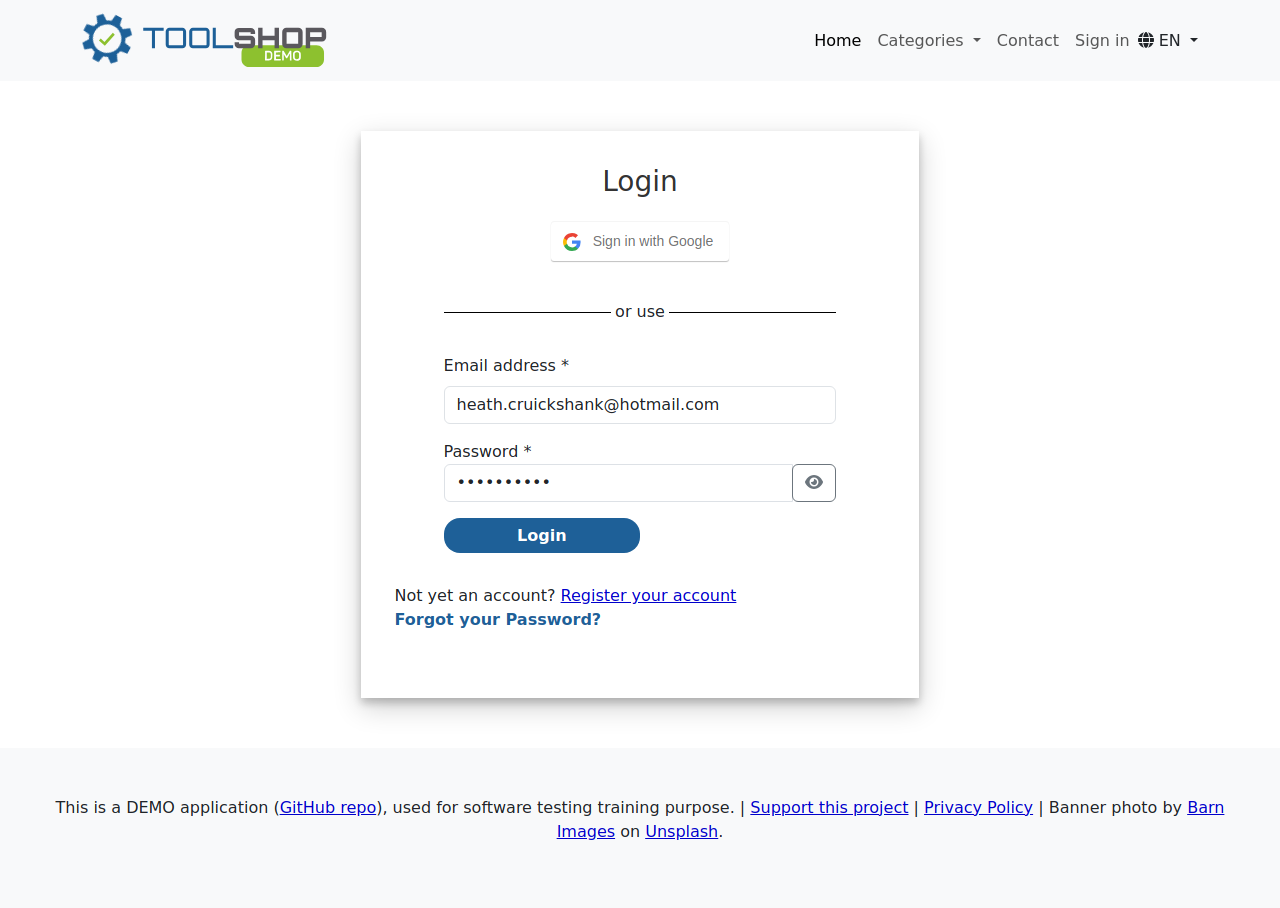 TOOLSHOP
DEMO
Home Categories Contact Sign in EN
Login
Sign in with Google
or use
Email address *
heath.cruickshank@hotmail.com
Password *
••••••••••
Login
Not yet an account? Register your account
Forgot your Password?
This is a DEMO application (GitHub repo), used for software testing training purpose. | Support this project | Privacy Policy | Banner photo by Barn
Images on Unsplash.